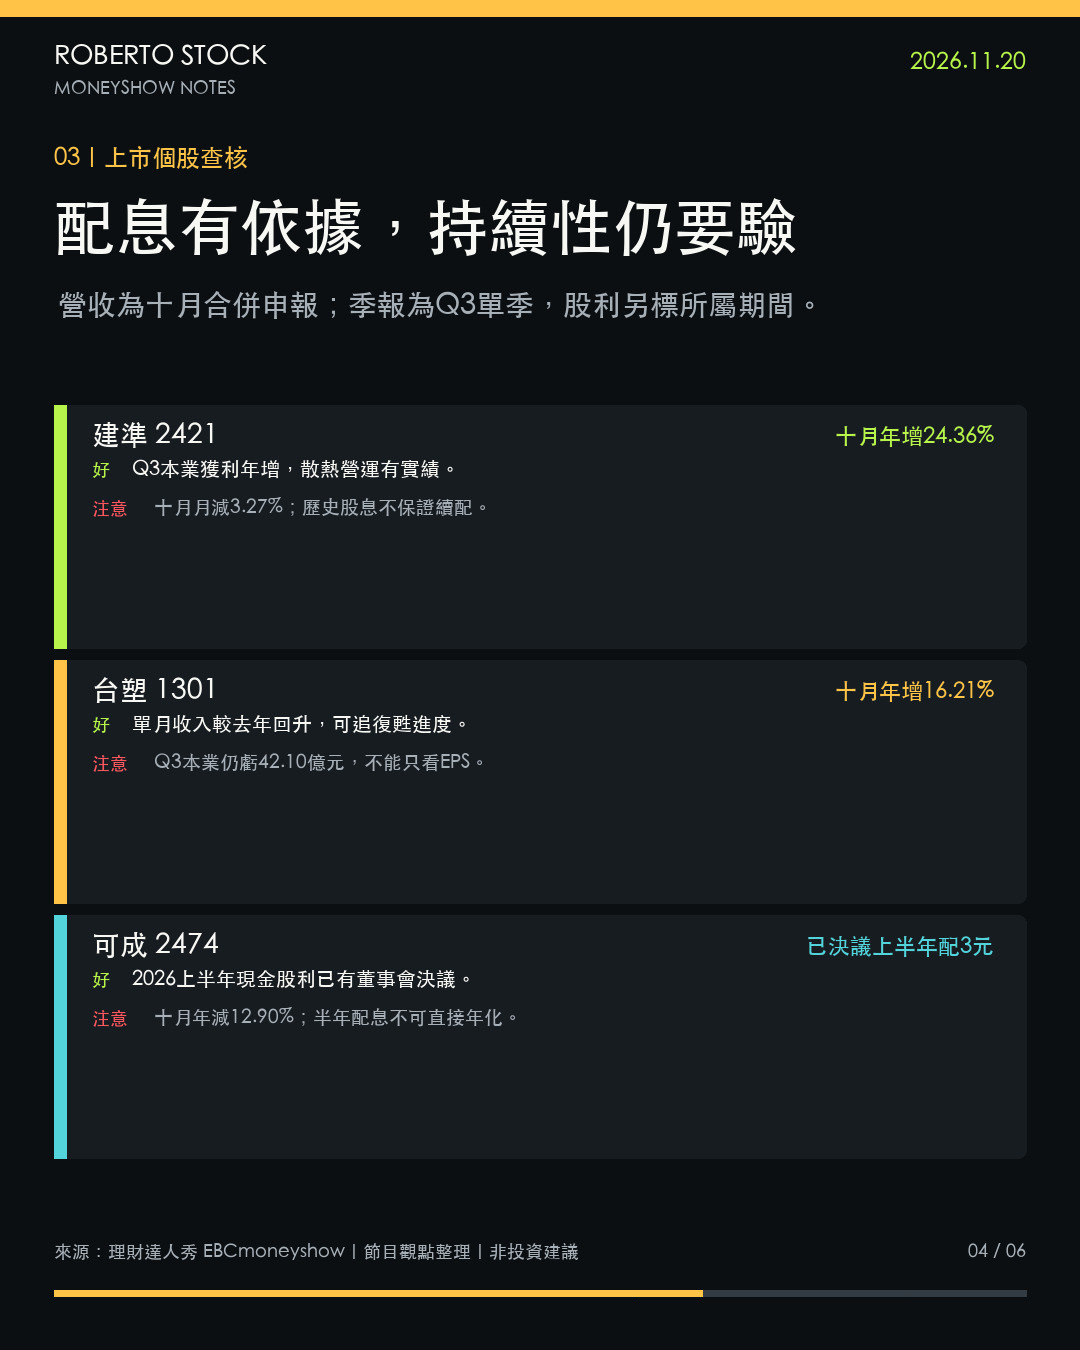 ROBERTO STOCK
MONEYSHOW NOTES
2026.11.20
03｜上市個股查核
配息有依據，持續性仍要驗
營收為十月合併申報；季報為Q3單季，股利另標所屬期間。
建準 2421
十月年增24.36%
好 Q3本業獲利年增，散熱營運有實績。
注意 十月月減3.27%；歷史股息不保證續配。
台塑 1301
十月年增16.21%
好 單月收入較去年回升，可追復甦進度。
注意 Q3本業仍虧42.10億元，不能只看EPS。
可成 2474
已決議上半年配3元
好 2026上半年現金股利已有董事會決議。
注意 十月年減12.90%；半年配息不可直接年化。
來源：理財達人秀 EBCmoneyshow｜節目觀點整理｜非投資建議
04 / 06